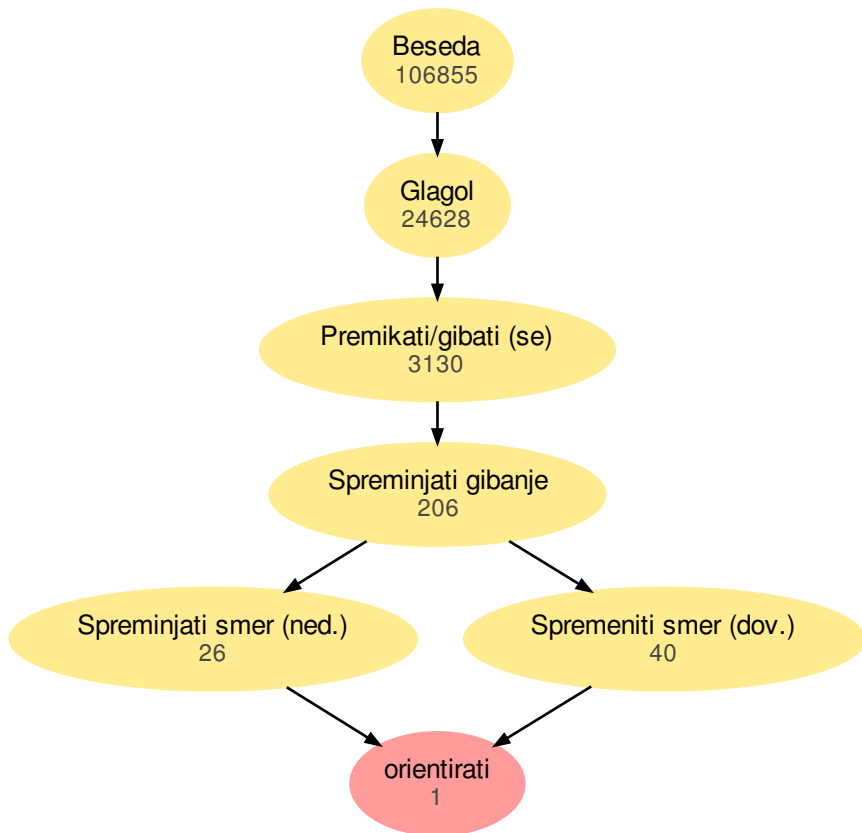 Beseda
106855
Glagol
24628
Premikati/gibati (se)
3130
Spreminjati gibanje
206
Spreminjati smer (ned.)
26
Spremeniti smer (dov.)
40
orientirati
1